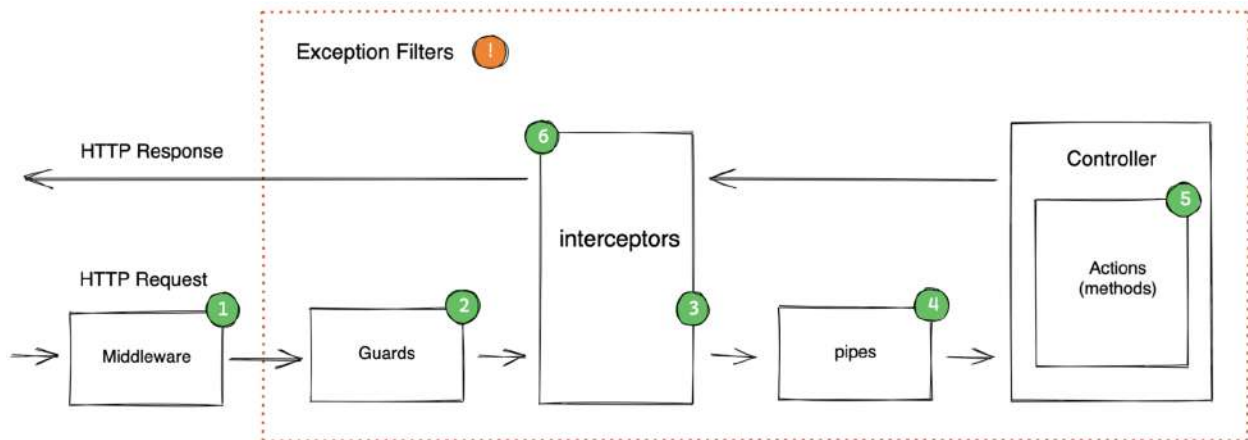 Exception Filters !
6
HTTP Response
Controller
5
interceptors
Actions
(methods)
HTTP Request
1
2
3
4
Middleware
Guards
pipes